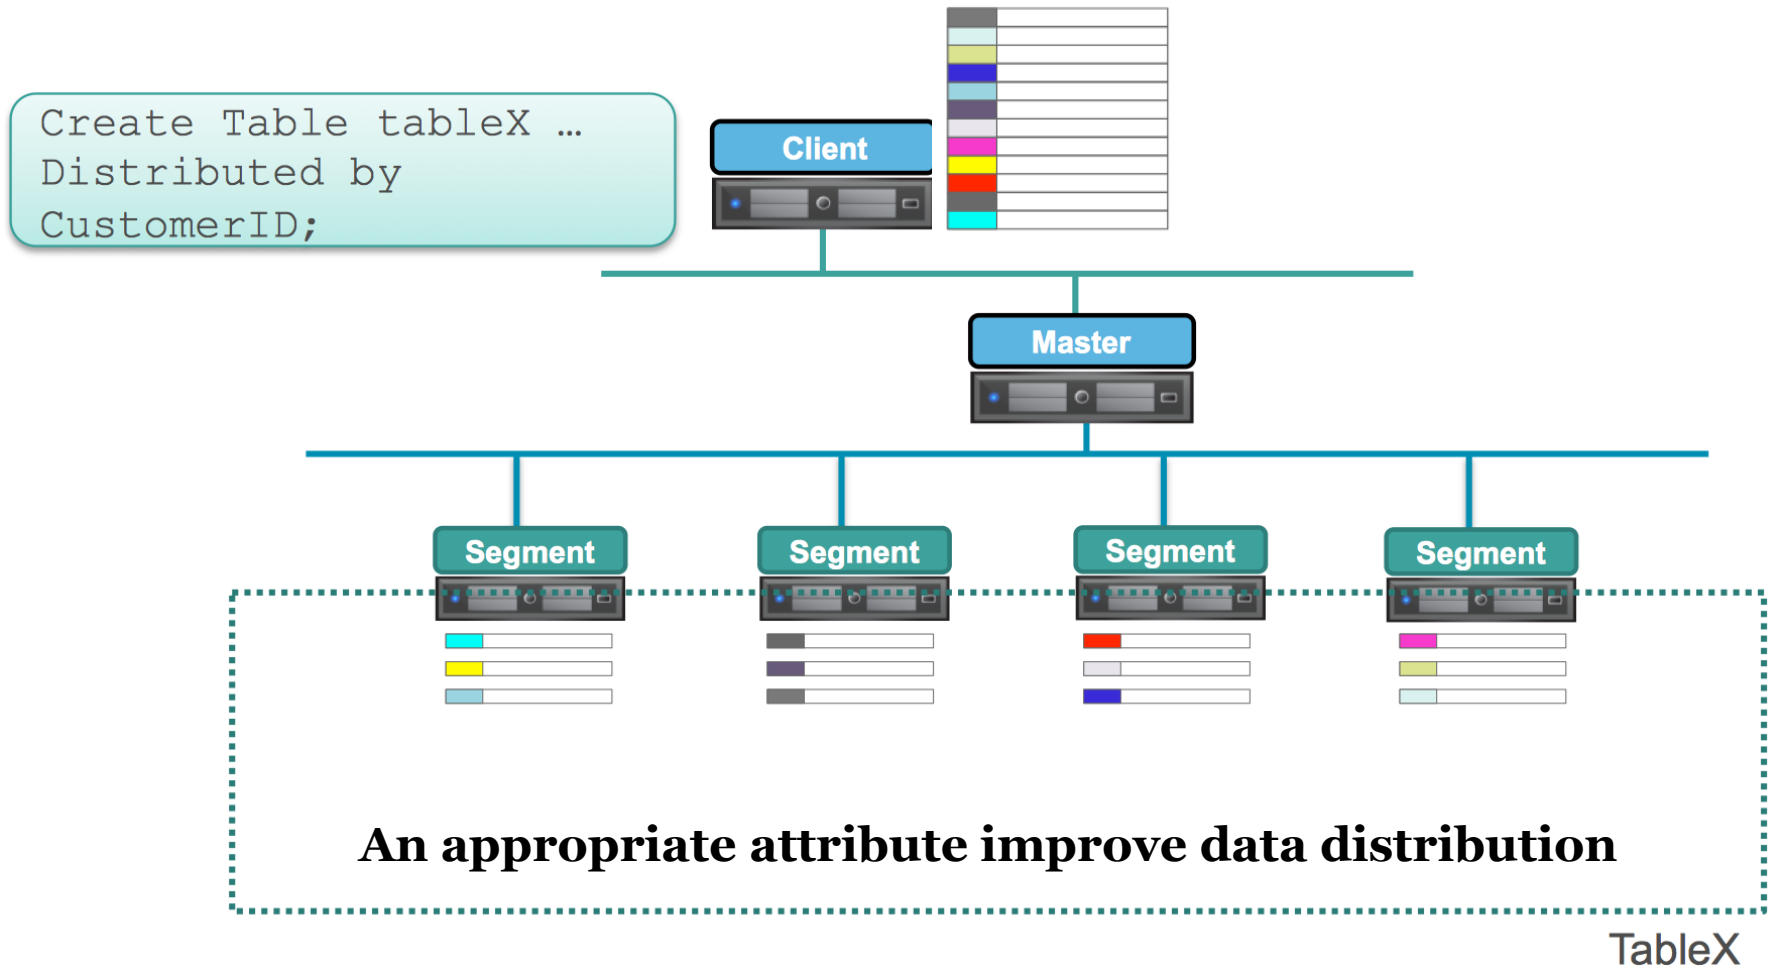 Create Table tableX …
Distributed by
CustomerID;
Client
Master
Segment
Segment
Segment
Segment
An appropriate attribute improve data distribution
TableX